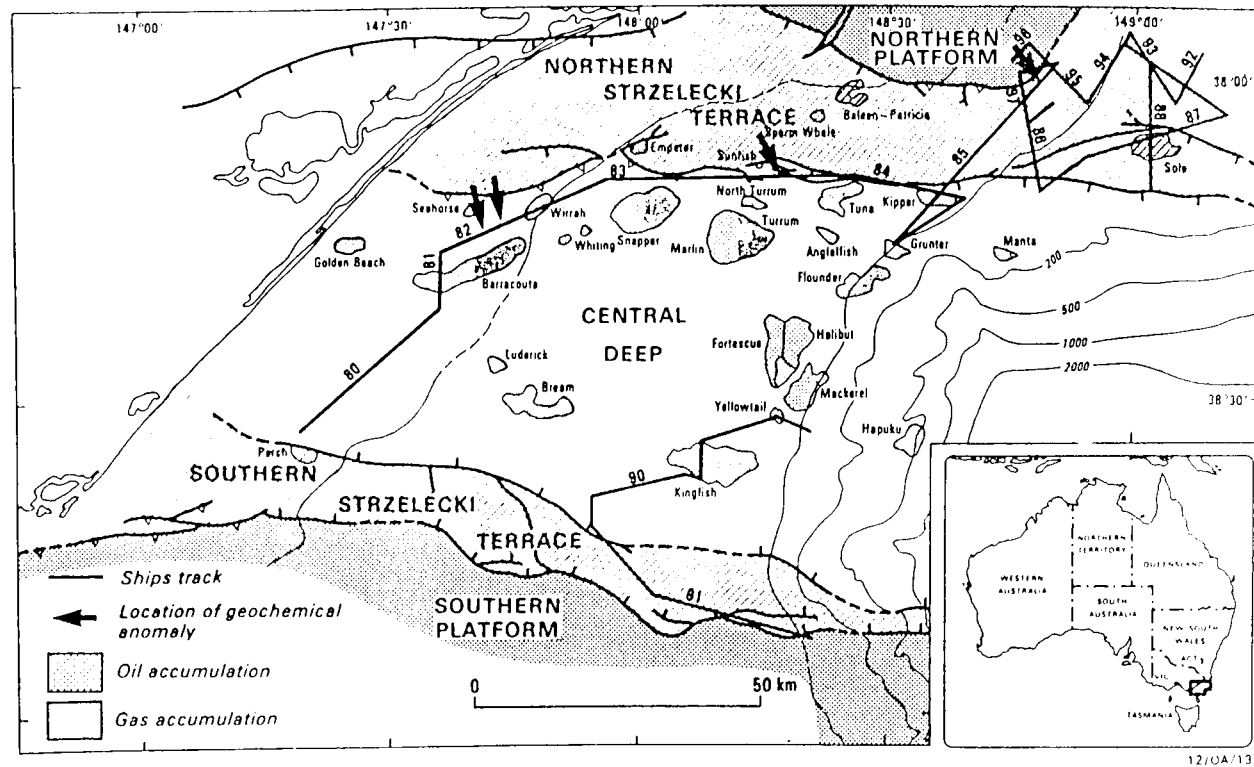 147°00'
147°30'
148°00'
148°30'
149°00'
38°00'
38°30'
NORTHERN
PLATFORM
NORTHERN
STRZELECKI
TERRACE
Baleen-Patricia
Sperm Whale
Sunfish
Emperor
83
84
85
96
95
94
93
92
88
87
Sole
Seahorse
82
Wirrah
North Turrum
Turrum
Tuna
Kipper
Golden Beach
81
Whiting
Snapper
Marlin
Anglefish
Grunter
Manta
Barracouta
Flounder
200
500
1000
2000
CENTRAL
DEEP
80
Luderick
Bream
Fortescue
Halibut
Mackerel
Yellowtail
Hapuku
Perch
SOUTHERN
STRZELECKI
TERRACE
90
Kingfish
SOUTHERN
PLATFORM
Ships track
Location of geochemical
anomaly
Oil accumulation
Gas accumulation
0
50 km
NORTHERN
TERRITORY
QUEENSLAND
WESTERN
AUSTRALIA
SOUTH
AUSTRALIA
NEW SOUTH
WALES
VIC
TASMANIA
12/OA/13